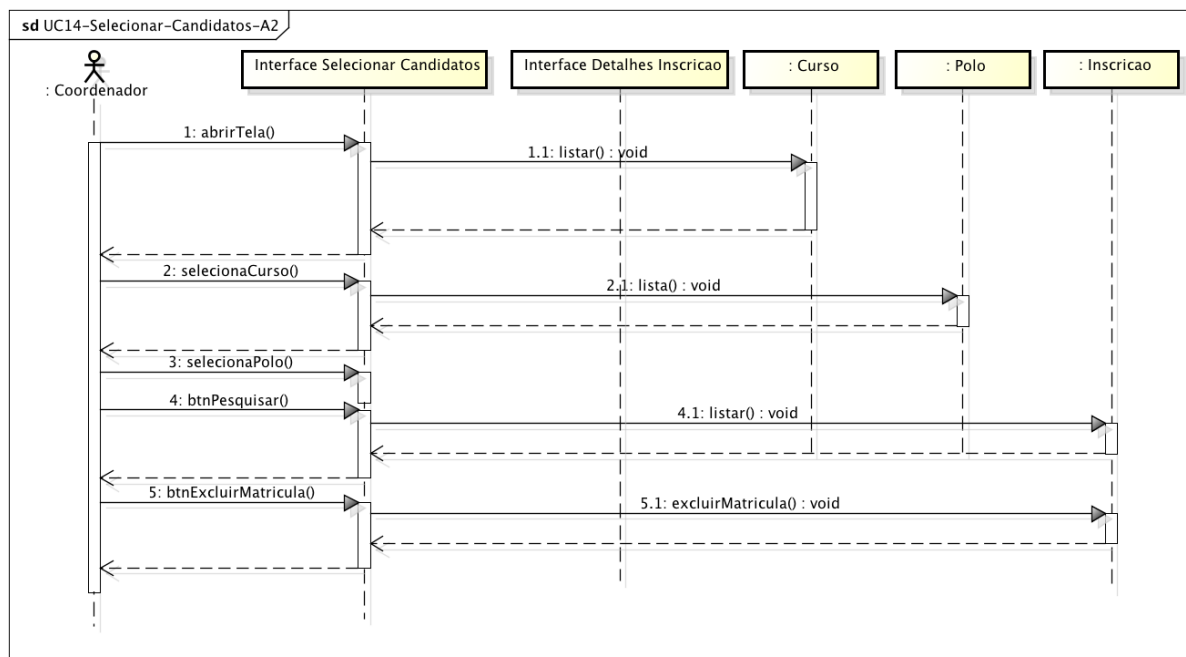 sd UC14-Selecionar-Candidatos-A2
: Coordenador
Interface Selecionar Candidatos
Interface Detalhes Inscricao
: Curso
: Polo
: Inscricao
1: abrirTela()
1.1: listar() : void
2: selecionaCurso()
2.1: lista() : void
3: selecionaPolo()
4: btnPesquisar()
4.1: listar() : void
5: btnExcluirMatricula()
5.1: excluirMatricula() : void